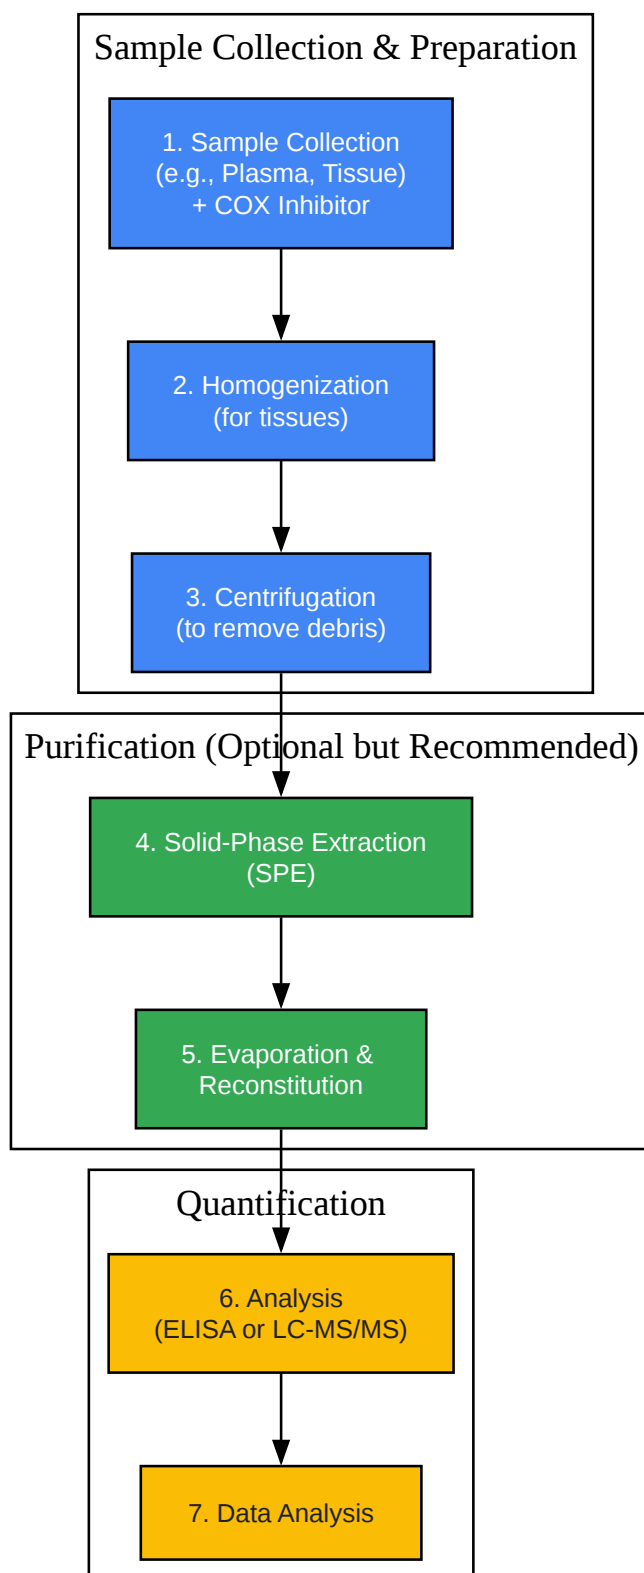 Sample Collection & Preparation
1. Sample Collection
(e.g., Plasma, Tissue)
+ COX Inhibitor
2. Homogenization
(for tissues)
3. Centrifugation
(to remove debris)
Purification (Optional but Recommended)
4. Solid-Phase Extraction
(SPE)
5. Evaporation &
Reconstitution
Quantification
6. Analysis
(ELISA or LC-MS/MS)
7. Data Analysis